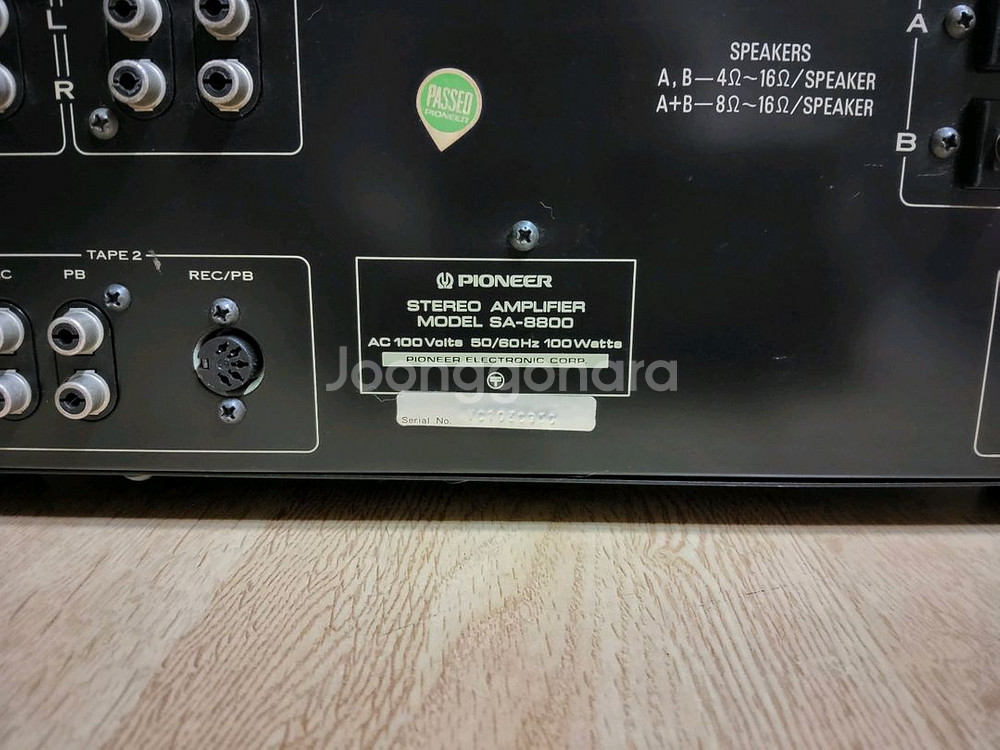 L
R
PASSED
PIONEER
SPEAKERS
A, B—4Ω~16Ω/SPEAKER
A+B—8Ω~16Ω/SPEAKER
A
B
TAPE 2
PB
REC/PB
PIONEER
STEREO AMPLIFIER
MODEL SA-8800
AC 100 Volts 50/60Hz 100 Watts
PIONEER ELECTRONIC CORP.
Joonggonara
Serial No.